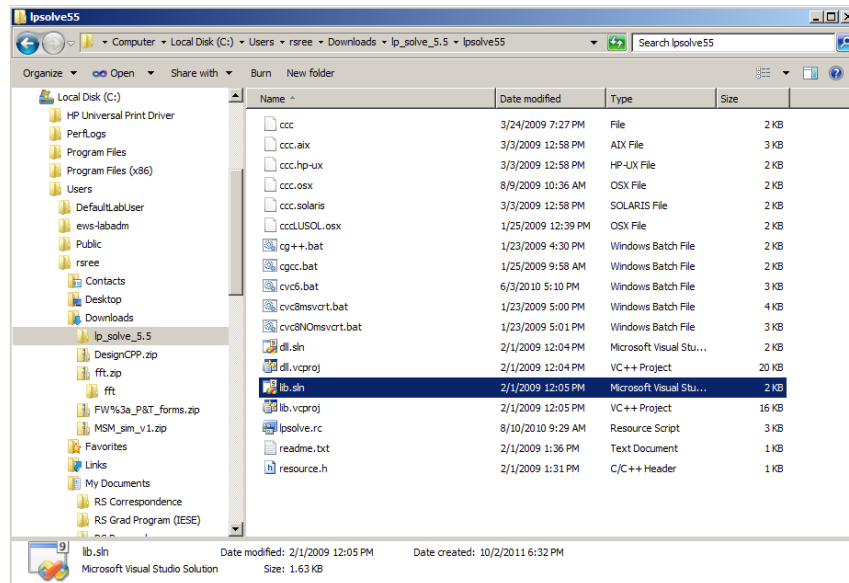 lpsolve55
Computer Local Disk (C:) Users rsree Downloads lp_solve_5.5 lpsolve55 Search lpsolve55
Organize Open Share with Burn New folder
Local Disk (C:)
HP Universal Print Driver
PerfLogs
Program Files
Program Files (x86)
Users
DefaultLabUser
ews-labadm
Public
rsree
Contacts
Desktop
Downloads
lp_solve_5.5
DesignCPP.zip
fft.zip
fft
FW%3a_P&T_forms.zip
MSM_sim_v1.zip
Favorites
Links
My Documents
RS Correspondence
RS Grad Program (IESE)
Name Date modified Type Size
ccc 3/24/2009 7:27 PM File 2 KB
ccc.aix 3/3/2009 12:58 PM AIX File 3 KB
ccc.hp-ux 3/3/2009 12:58 PM HP-UX File 2 KB
ccc.osx 8/9/2009 10:36 AM OSX File 2 KB
ccc.solaris 3/3/2009 12:58 PM SOLARIS File 2 KB
cccLUSOL.osx 1/25/2009 12:39 PM OSX File 2 KB
cg++.bat 1/23/2009 4:30 PM Windows Batch File 2 KB
cgcc.bat 1/25/2009 9:58 AM Windows Batch File 2 KB
cvc6.bat 6/3/2010 5:10 PM Windows Batch File 3 KB
cvc8msvcrt.bat 1/23/2009 5:00 PM Windows Batch File 4 KB
cvc8NOmsvcrt.bat 1/23/2009 5:01 PM Windows Batch File 3 KB
dll.sln 2/1/2009 12:04 PM Microsoft Visual Stu... 2 KB
dll.vcproj 2/1/2009 12:04 PM VC++ Project 20 KB
lib.sln 2/1/2009 12:05 PM Microsoft Visual Stu... 2 KB
lib.vcproj 2/1/2009 12:05 PM VC++ Project 16 KB
lpsolve.rc 8/10/2010 9:29 AM Resource Script 3 KB
readme.txt 2/1/2009 1:36 PM Text Document 1 KB
resource.h 2/1/2009 1:31 PM C/C++ Header 1 KB
9
lib.sln Date modified: 2/1/2009 12:05 PM Date created: 10/2/2011 6:32 PM
Microsoft Visual Studio Solution Size: 1.63 KB